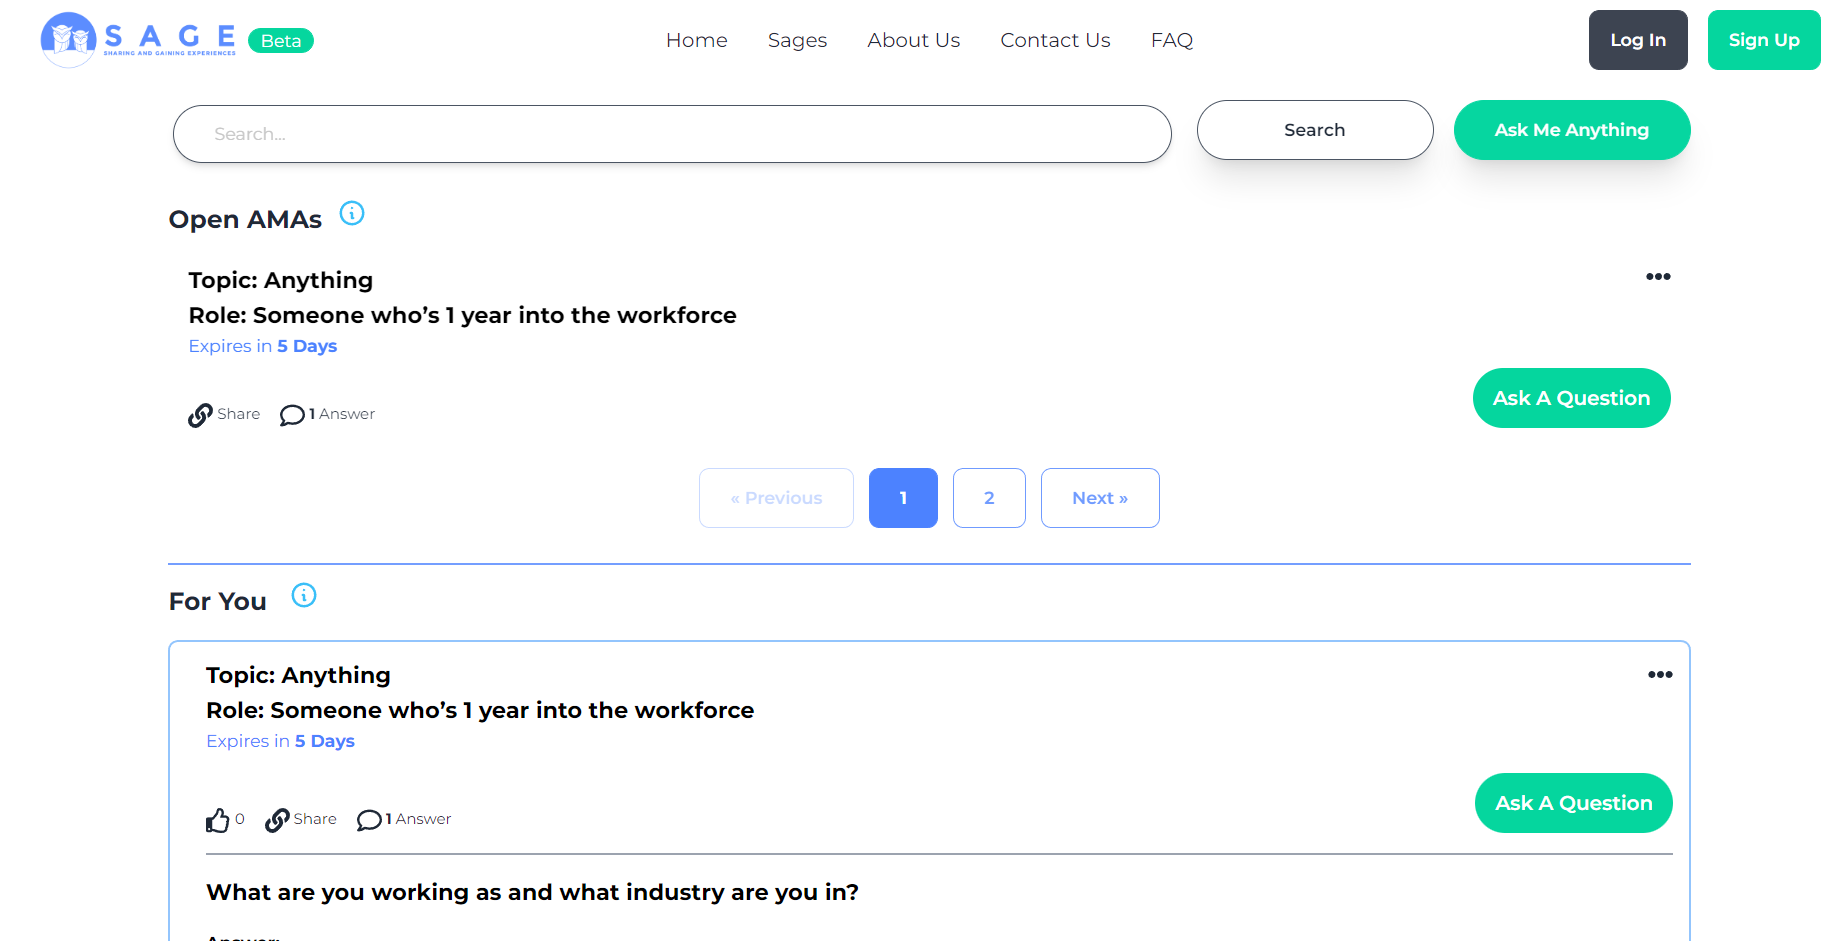 SAGE
SHARING AND GAINING EXPERIENCES
Beta
Home Sages About Us Contact Us FAQ
Log In Sign Up
Search...
Search
Ask Me Anything
Open AMAs
Topic: Anything
Role: Someone who’s 1 year into the workforce
Expires in 5 Days
Share 1 Answer
Ask A Question
« Previous 1 2 Next »
For You
Topic: Anything
Role: Someone who’s 1 year into the workforce
Expires in 5 Days
0 Share 1 Answer
Ask A Question
What are you working as and what industry are you in?
Answer: